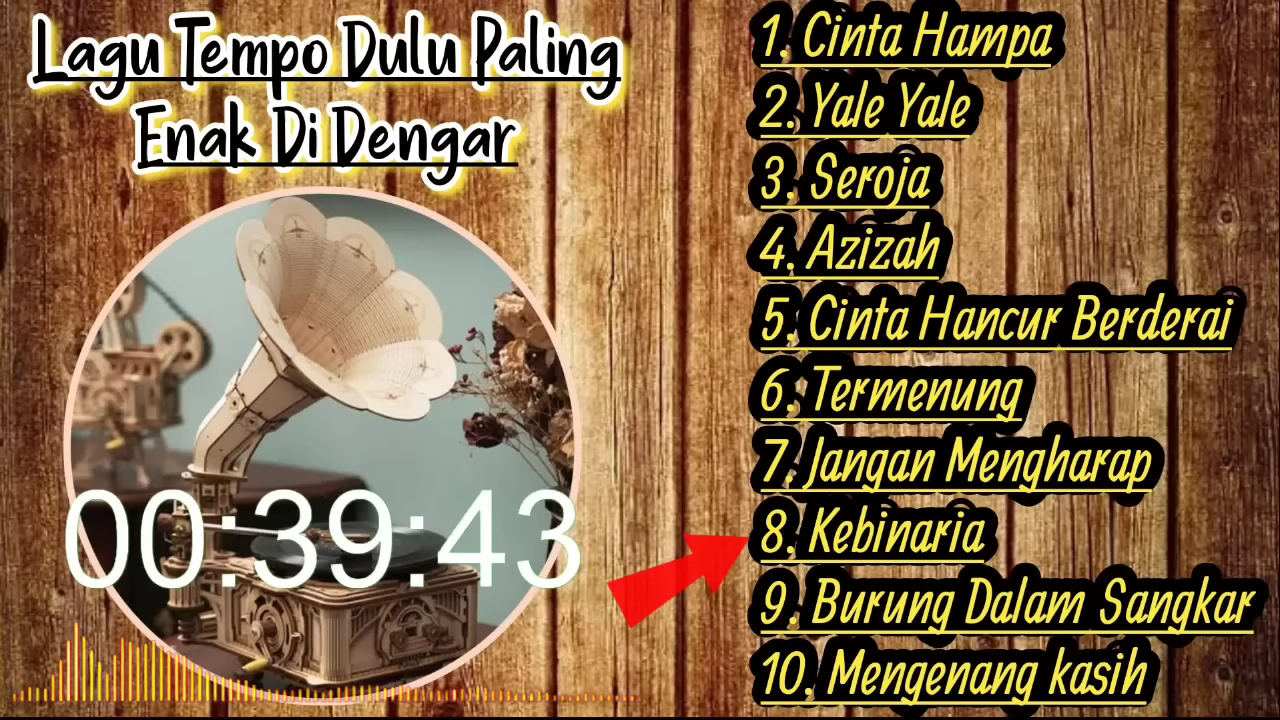 Lagu Tempo Dulu Paling
Enak Di Dengar
00:39:43
1. Cinta Hampa
2. Yale Yale
3. Seroja
4. Azizah
5. Cinta Hancur Berderai
6. Termenung
7. Jangan Mengharap
8. Kebinaria
9. Burung Dalam Sangkar
10. Mengenang kasih